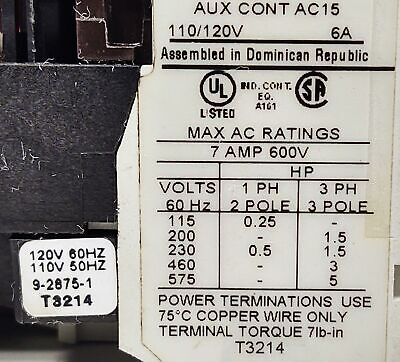 AUX CONT AC15
110/120V 6A
Assembled in Dominican Republic
UL
LISTED
IND. CONT.
EQ.
A161
SA
MAX AC RATINGS
7 AMP 600V
HP
VOLTS 1 PH 3 PH
60 Hz 2 POLE 3 POLE
115 0.25 -
200 - 1.5
230 0.5 1.5
460 - 3
575 - 5
POWER TERMINATIONS USE
75°C COPPER WIRE ONLY
TERMINAL TORQUE 7lb-in
T3214
120V 60HZ
110V 50HZ
9-2875-1
T3214